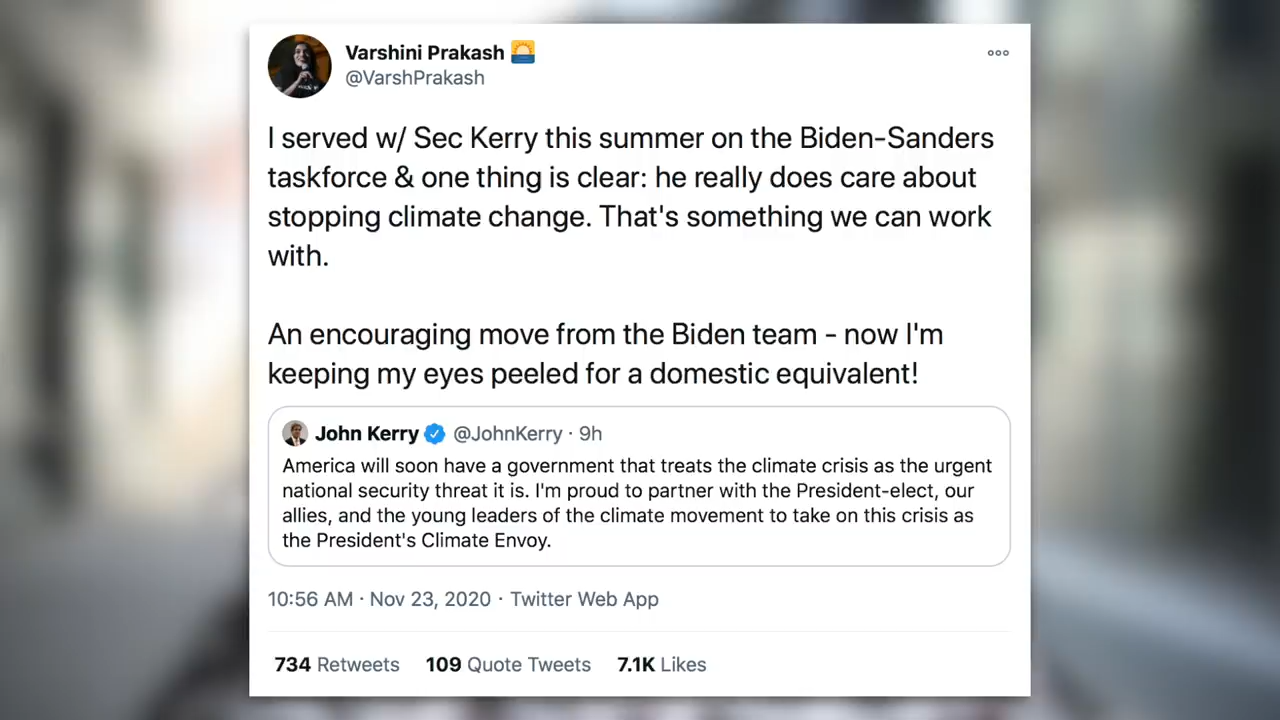 Varshini Prakash 🌅
@VarshPrakash
I served w/ Sec Kerry this summer on the Biden-Sanders
taskforce & one thing is clear: he really does care about
stopping climate change. That's something we can work
with.
An encouraging move from the Biden team - now I'm
keeping my eyes peeled for a domestic equivalent!
John Kerry @JohnKerry · 9h
America will soon have a government that treats the climate crisis as the urgent
national security threat it is. I'm proud to partner with the President-elect, our
allies, and the young leaders of the climate movement to take on this crisis as
the President's Climate Envoy.
10:56 AM · Nov 23, 2020 · Twitter Web App
734 Retweets 109 Quote Tweets 7.1K Likes